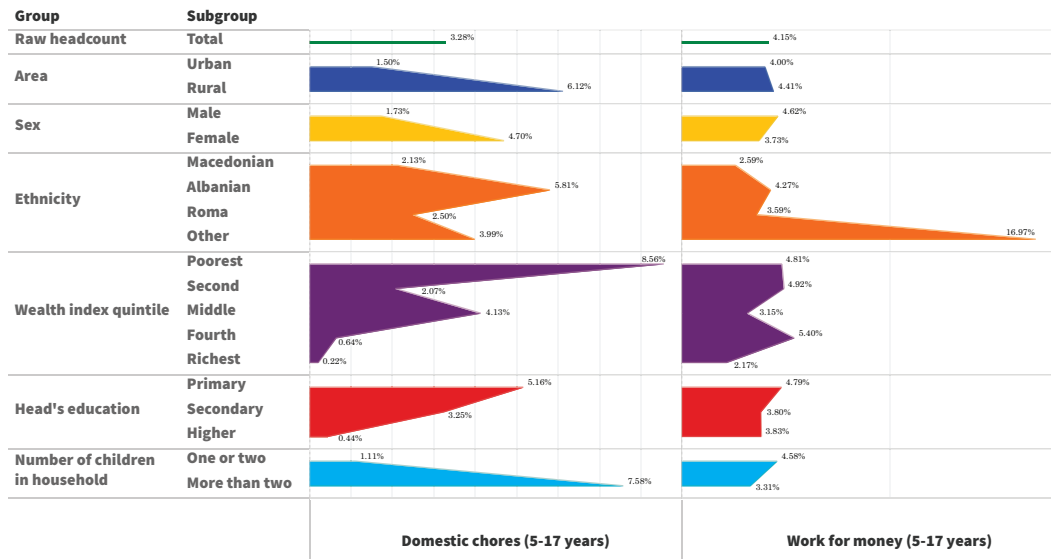 Group Subgroup
Raw headcount Total 3.28% 4.15%
Area Urban 1.50% 4.00%
Rural 6.12% 4.41%
Sex Male 1.73% 4.62%
Female 4.70% 3.73%
Ethnicity Macedonian 2.13% 2.59%
Albanian 5.81% 4.27%
Roma 2.50% 3.59%
Other 3.99% 16.97%
Wealth index quintile Poorest 8.56% 4.81%
Second 2.07% 4.92%
Middle 4.13% 3.15%
Fourth 0.64% 5.40%
Richest 0.22% 2.17%
Head's education Primary 5.16% 4.79%
Secondary 3.25% 3.80%
Higher 0.44% 3.83%
Number of children One or two 1.11% 4.58%
in household More than two 7.58% 3.31%
Domestic chores (5-17 years) Work for money (5-17 years)